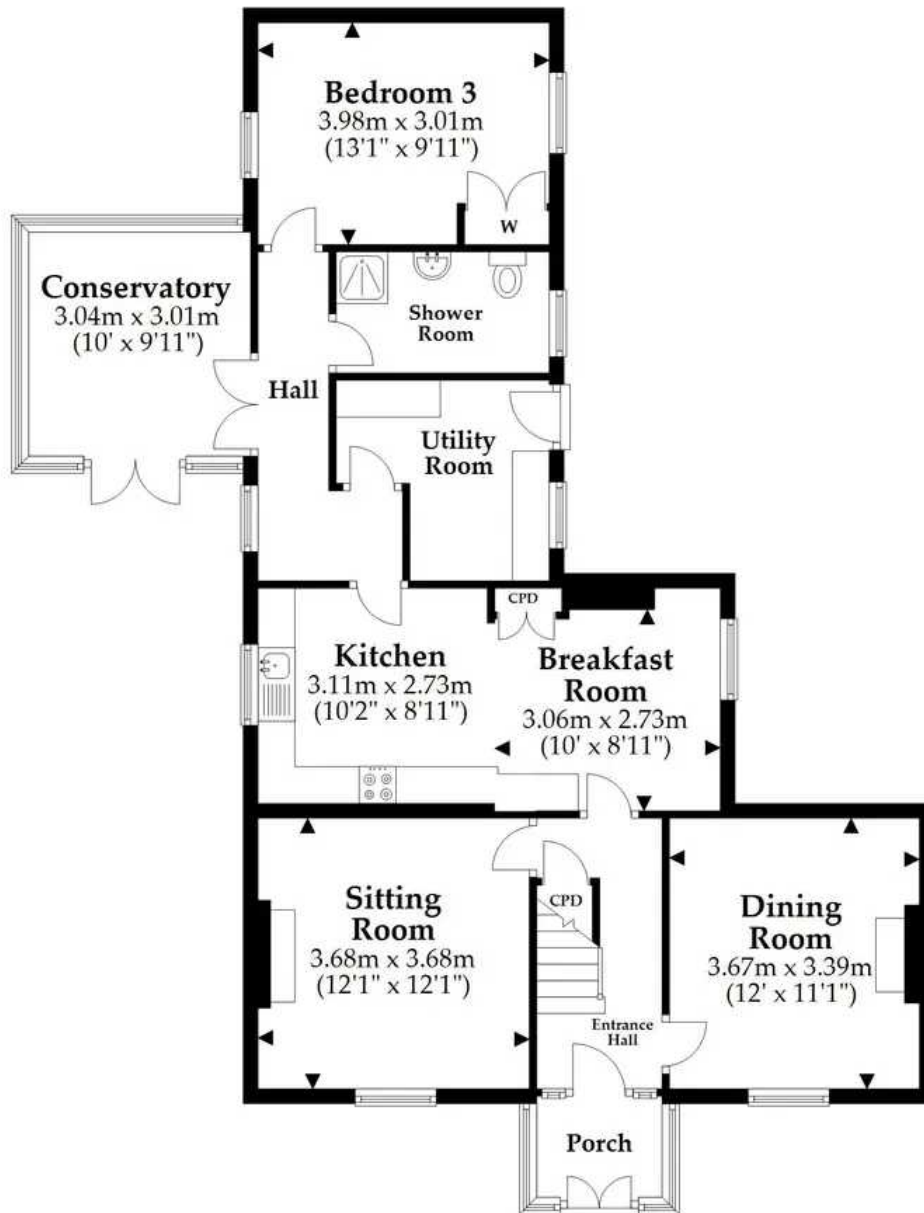 Bedroom 3
3.98m x 3.01m
(13'1" x 9'11")
W
Conservatory
3.04m x 3.01m
(10' x 9'11")
Shower
Room
Hall
Utility
Room
CPD
Kitchen
3.11m x 2.73m
(10'2" x 8'11")
Breakfast
Room
3.06m x 2.73m
(10' x 8'11")
Sitting
Room
3.68m x 3.68m
(12'1" x 12'1")
CPD
Dining
Room
3.67m x 3.39m
(12' x 11'1")
Entrance
Hall
Porch